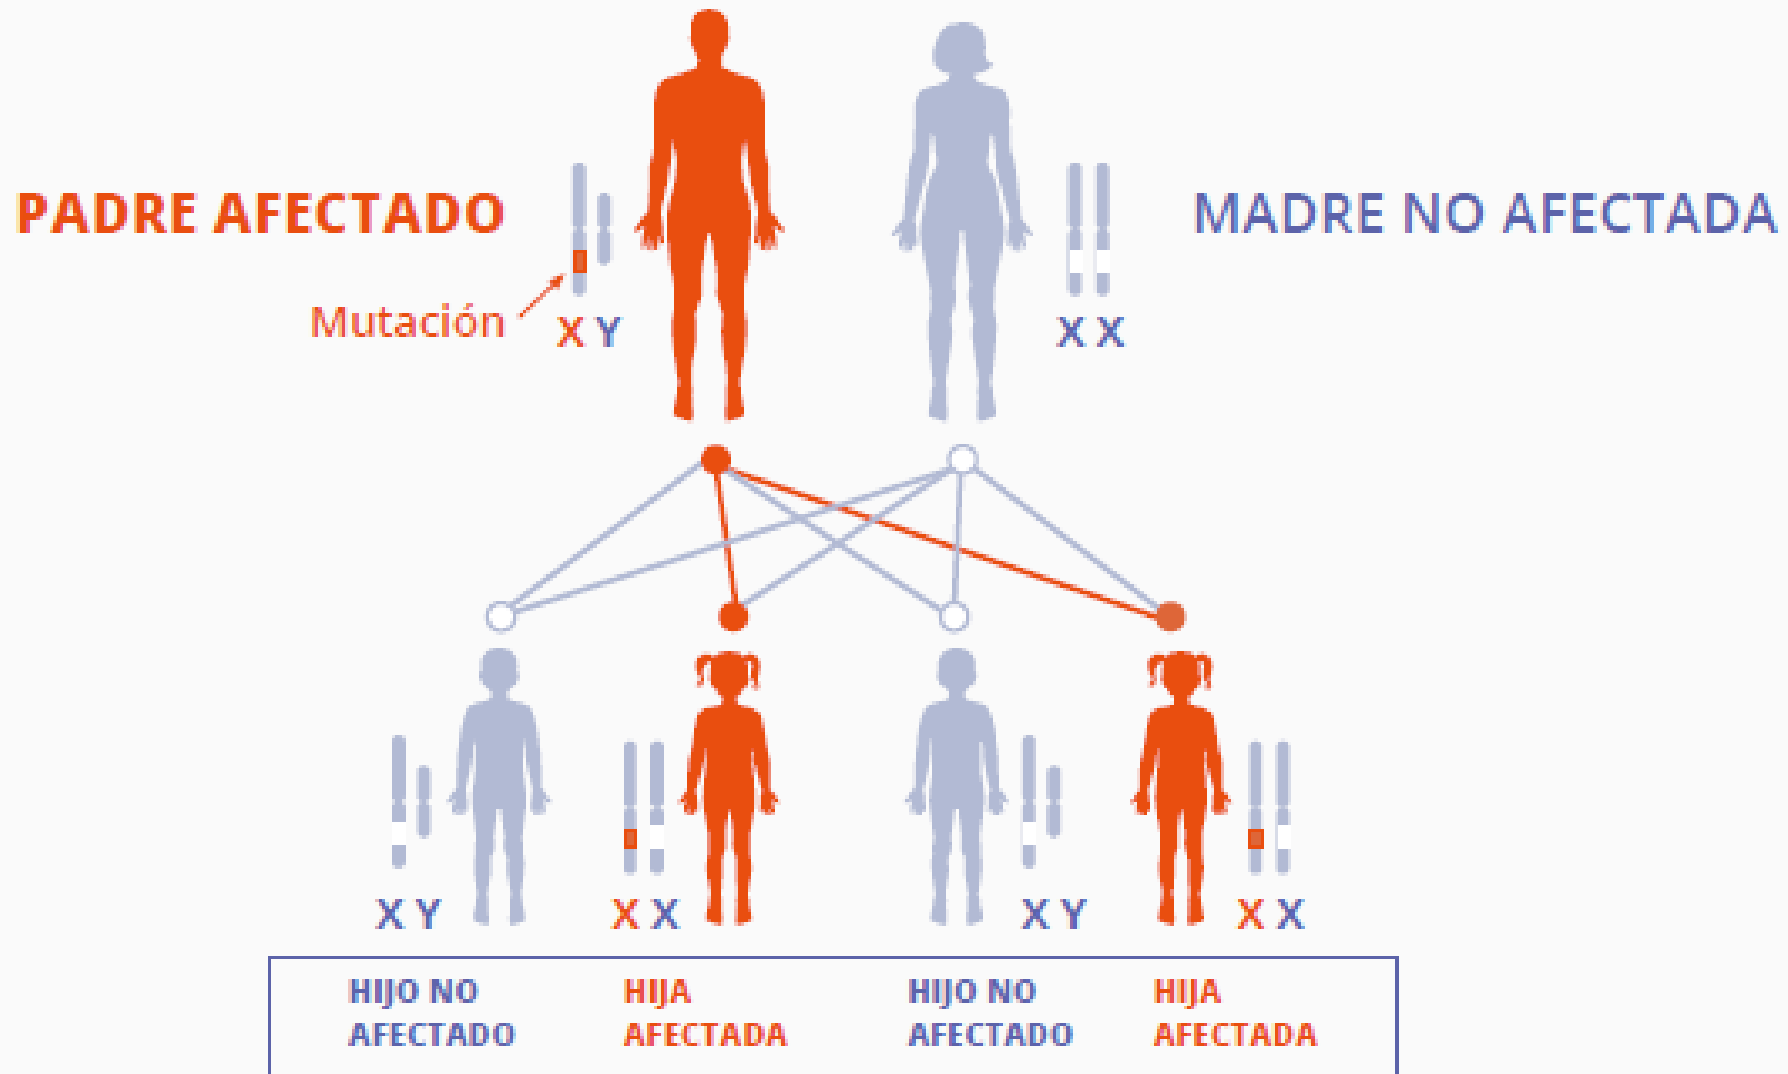 PADRE AFECTADO
MADRE NO AFECTADA
Mutación
X Y
X X
X Y
X X
X Y
X X
HIJO NO
AFECTADO
HIJA
AFECTADA
HIJO NO
AFECTADO
HIJA
AFECTADA